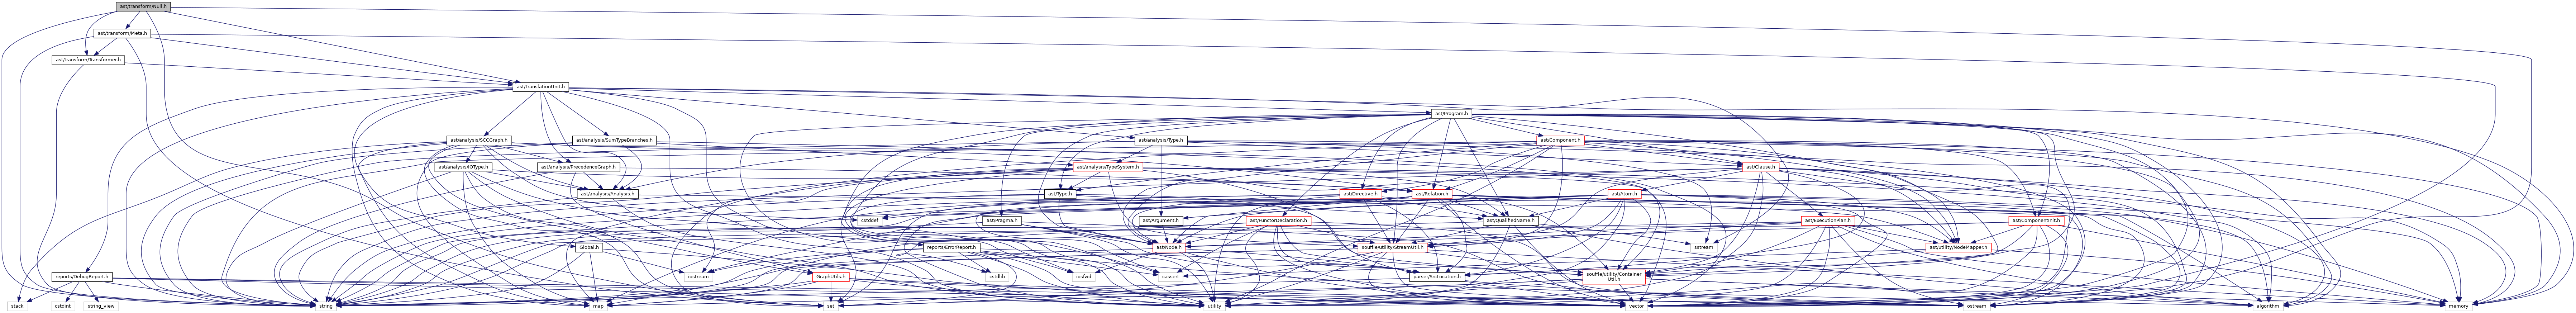 ast/transform/Null.h
ast/transform/Meta.h
ast/transform/Transformer.h
ast/TranslationUnit.h
ast/Program.h
ast/analysis/SCCGraph.h
ast/analysis/SumTypeBranches.h
ast/analysis/Type.h
ast/Component.h
ast/analysis/IOType.h
ast/analysis/PrecedenceGraph.h
ast/analysis/TypeSystem.h
ast/Clause.h
ast/analysis/Analysis.h
ast/Type.h
ast/Directive.h
ast/Relation.h
ast/Atom.h
cstddef
ast/Pragma.h
ast/Argument.h
ast/FunctorDeclaration.h
ast/QualifiedName.h
ast/ExecutionPlan.h
ast/ComponentInit.h
Global.h
reports/ErrorReport.h
ast/Node.h
souffle/utility/StreamUtil.h
sstream
ast/utility/NodeMapper.h
reports/DebugReport.h
iostream
GraphUtils.h
cstdlib
iosfwd
cassert
parser/SrcLocation.h
souffle/utility/Container
Util.h
stack
cstdint
string_view
string
map
set
utility
vector
ostream
algorithm
memory